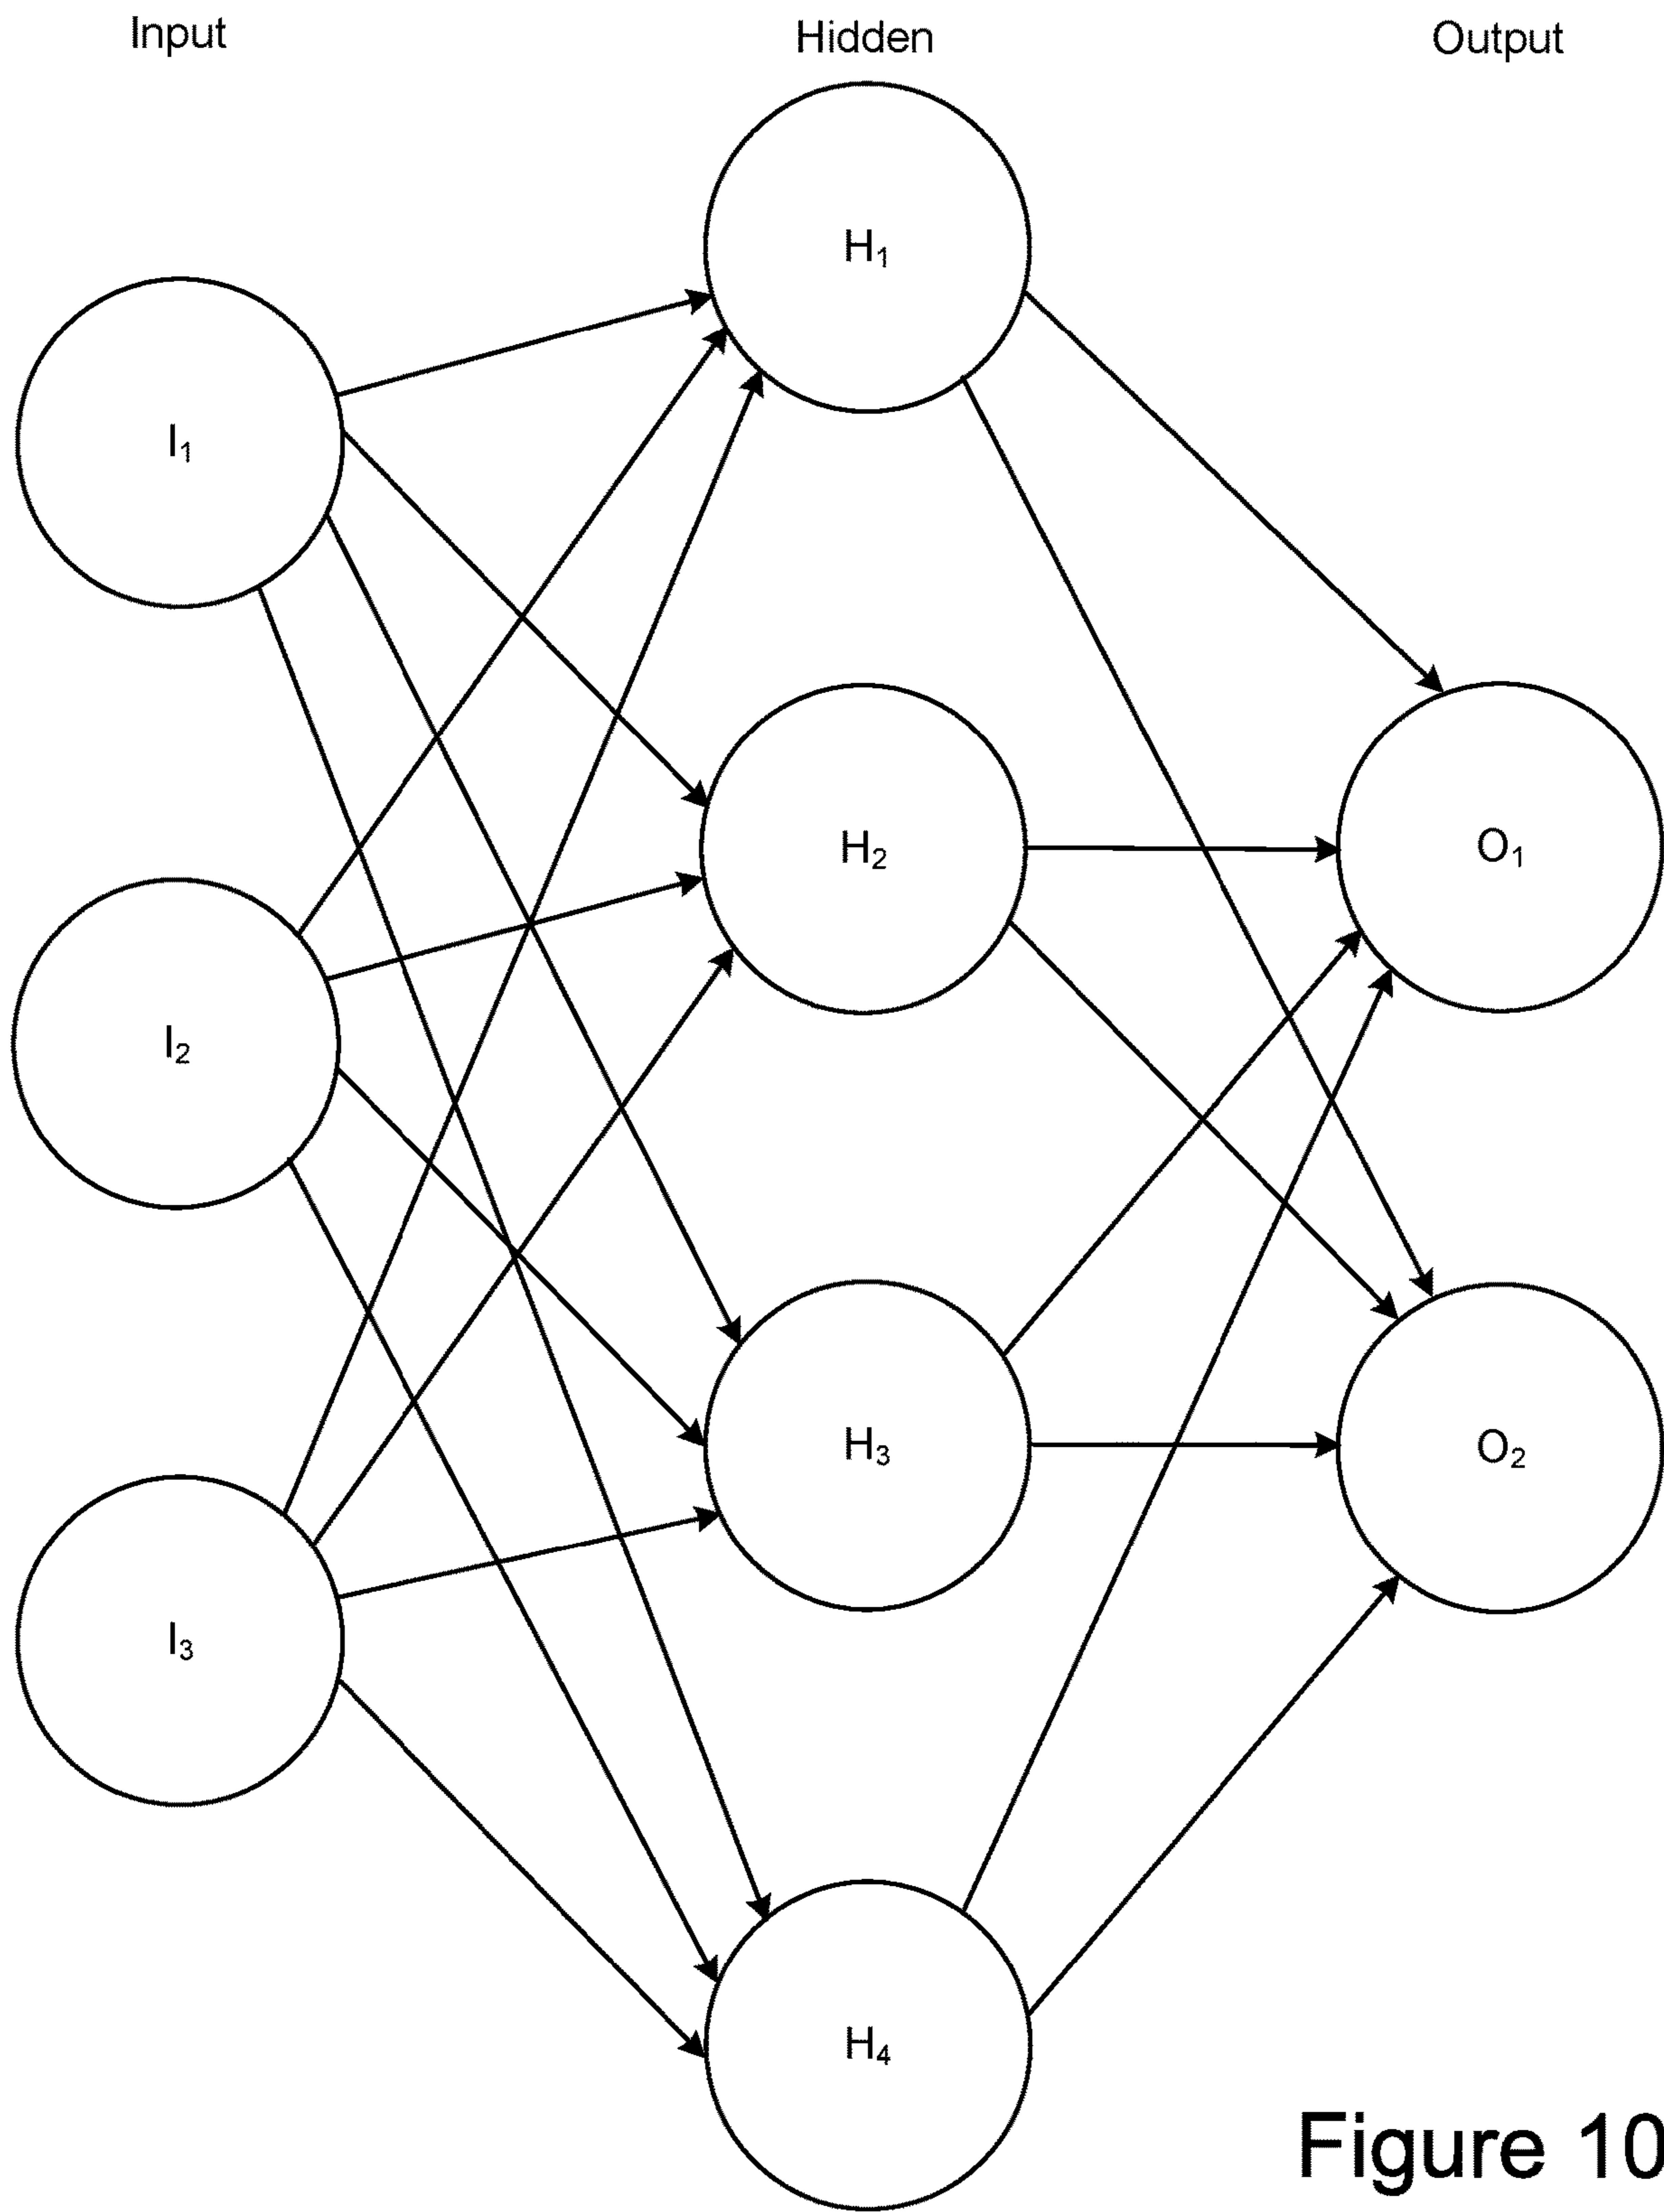 Input
Hidden
Output
H₁
I₁
H₂
O₁
I₂
H₃
O₂
I₃
H₄
Figure 10